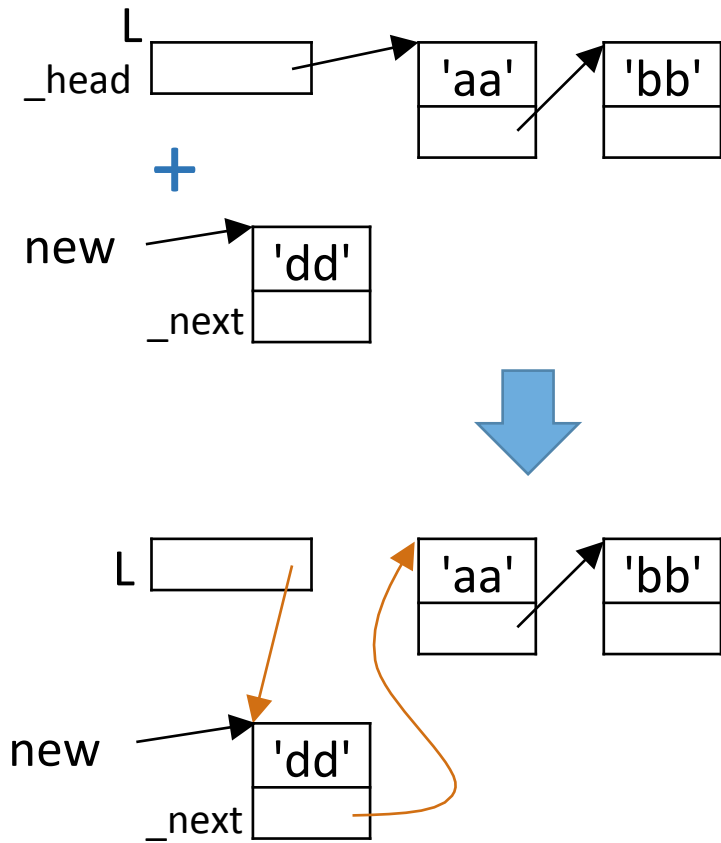 L
_head
'aa'
'bb'
+
new
'dd'
_next
L
'aa'
'bb'
new
'dd'
_next